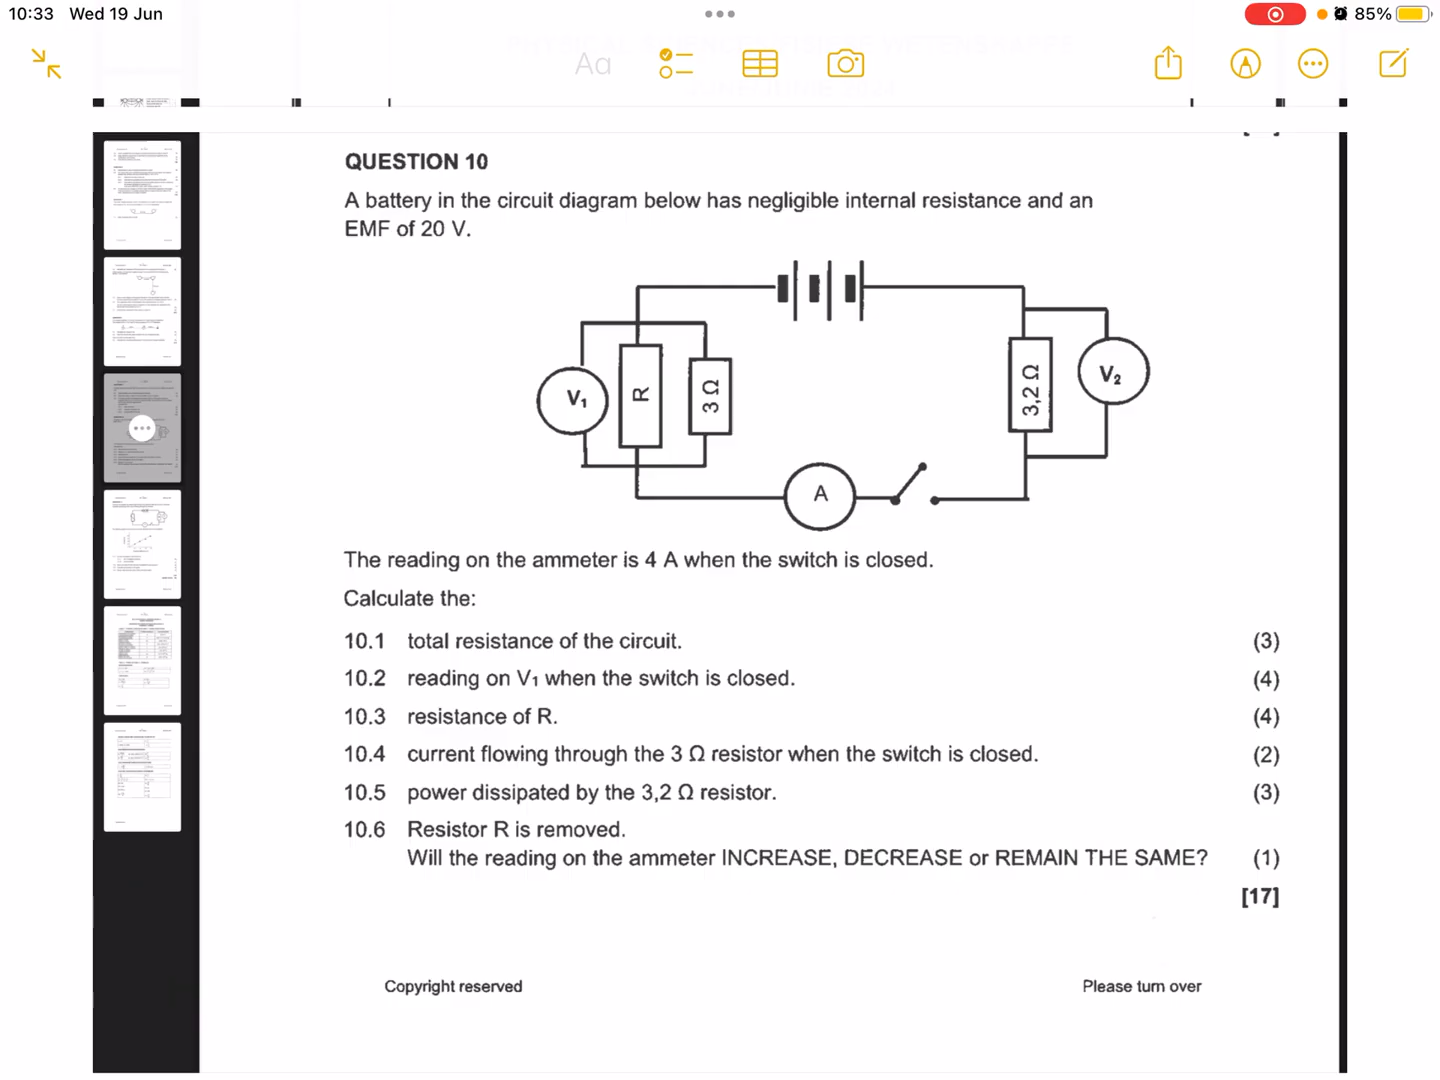 10:33 Wed 19 Jun
85%
Aa
QUESTION 10
A battery in the circuit diagram below has negligible internal resistance and an
EMF of 20 V.
V1
R
3 Ω
3,2 Ω
V2
A
The reading on the ammeter is 4 A when the switch is closed.
Calculate the:
10.1 total resistance of the circuit. (3)
10.2 reading on V1 when the switch is closed. (4)
10.3 resistance of R. (4)
10.4 current flowing through the 3 Ω resistor when the switch is closed. (2)
10.5 power dissipated by the 3,2 Ω resistor. (3)
10.6 Resistor R is removed.
Will the reading on the ammeter INCREASE, DECREASE or REMAIN THE SAME? (1)
[17]
Copyright reserved
Please turn over